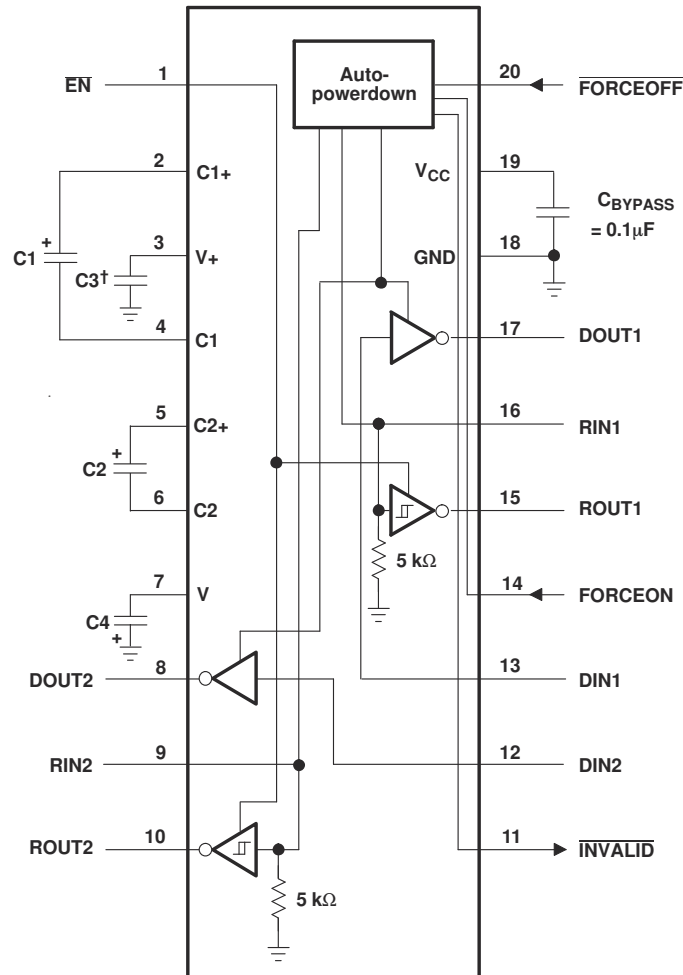 EN
1
Auto-
powerdown
20
FORCEOFF
2
C1+
VCC
19
CBYPASS
= 0.1μF
C1
+
3
V+
C3†
GND
18
4
C1
17
DOUT1
5
C2+
16
RIN1
C2
+
6
C2
15
ROUT1
5 kΩ
7
V
14
FORCEON
C4
+
DOUT2
8
13
DIN1
RIN2
9
12
DIN2
ROUT2
10
11
INVALID
5 kΩ